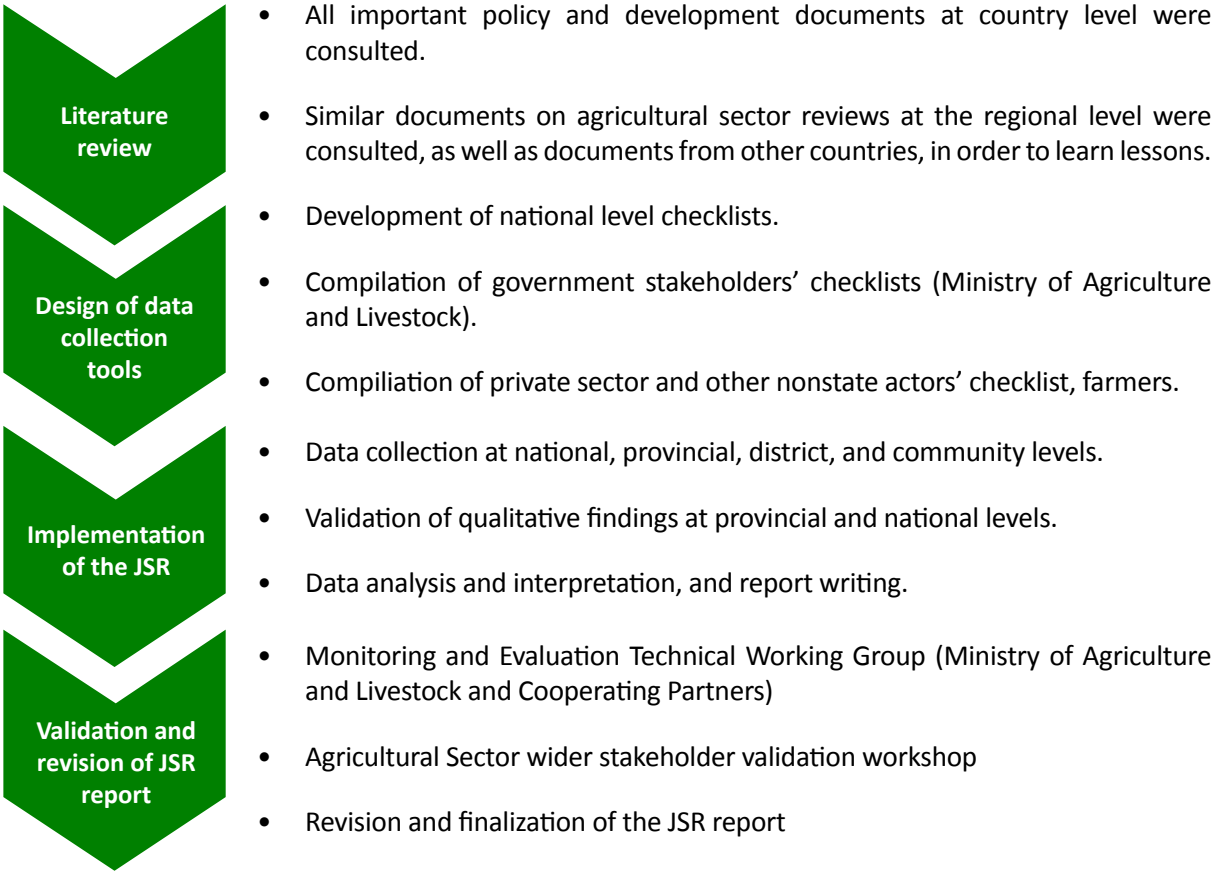 • All important policy and development documents at country level were
consulted.
Literature
review
• Similar documents on agricultural sector reviews at the regional level were
consulted, as well as documents from other countries, in order to learn lessons.
• Development of national level checklists.
Design of data
collection
tools
• Compilation of government stakeholders’ checklists (Ministry of Agriculture
and Livestock).
• Compiliation of private sector and other nonstate actors’ checklist, farmers.
• Data collection at national, provincial, district, and community levels.
Implementation
of the JSR
• Validation of qualitative findings at provincial and national levels.
• Data analysis and interpretation, and report writing.
• Monitoring and Evaluation Technical Working Group (Ministry of Agriculture
and Livestock and Cooperating Partners)
Validation and
revision of JSR
report
• Agricultural Sector wider stakeholder validation workshop
• Revision and finalization of the JSR report